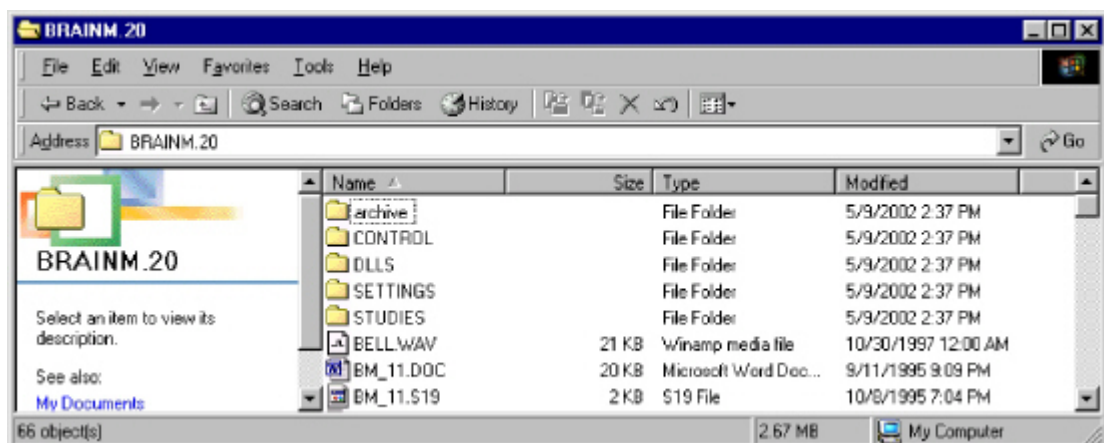 BRAINM.20
File Edit View Favorites Tools Help
Back Search Folders History
Address BRAINM.20 Go
Name Size Type Modified
archive File Folder 5/9/2002 2:37 PM
CONTROL File Folder 5/9/2002 2:37 PM
DLLS File Folder 5/9/2002 2:37 PM
SETTINGS File Folder 5/9/2002 2:37 PM
STUDIES File Folder 5/9/2002 2:37 PM
BELL.WAV 21 KB Winamp media file 10/30/1997 12:00 AM
BM_11.DOC 20 KB Microsoft Word Doc... 9/11/1995 9:09 PM
BM_11.S19 2 KB S19 File 10/8/1995 7:04 PM
BRAINM.20
Select an item to view its
description.
See also:
My Documents
66 object(s) 2.67 MB My Computer